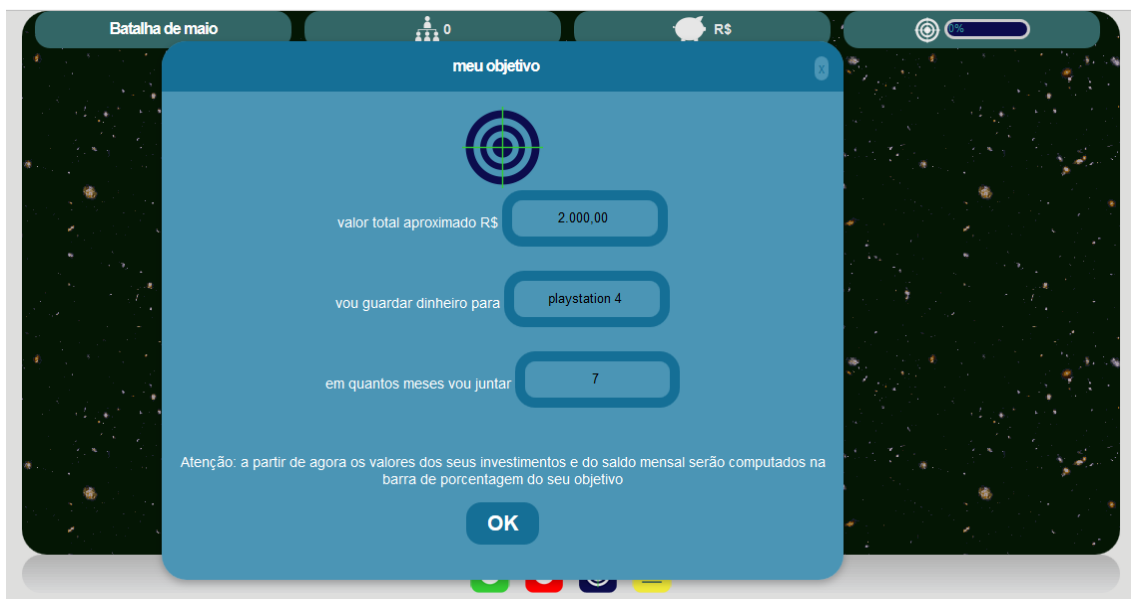 Batalha de maio
0
R$
0%
meu objetivo
x
valor total aproximado R$ 2.000,00
vou guardar dinheiro para playstation 4
em quantos meses vou juntar 7
Atenção: a partir de agora os valores dos seus investimentos e do saldo mensal serão computados na
barra de porcentagem do seu objetivo
OK